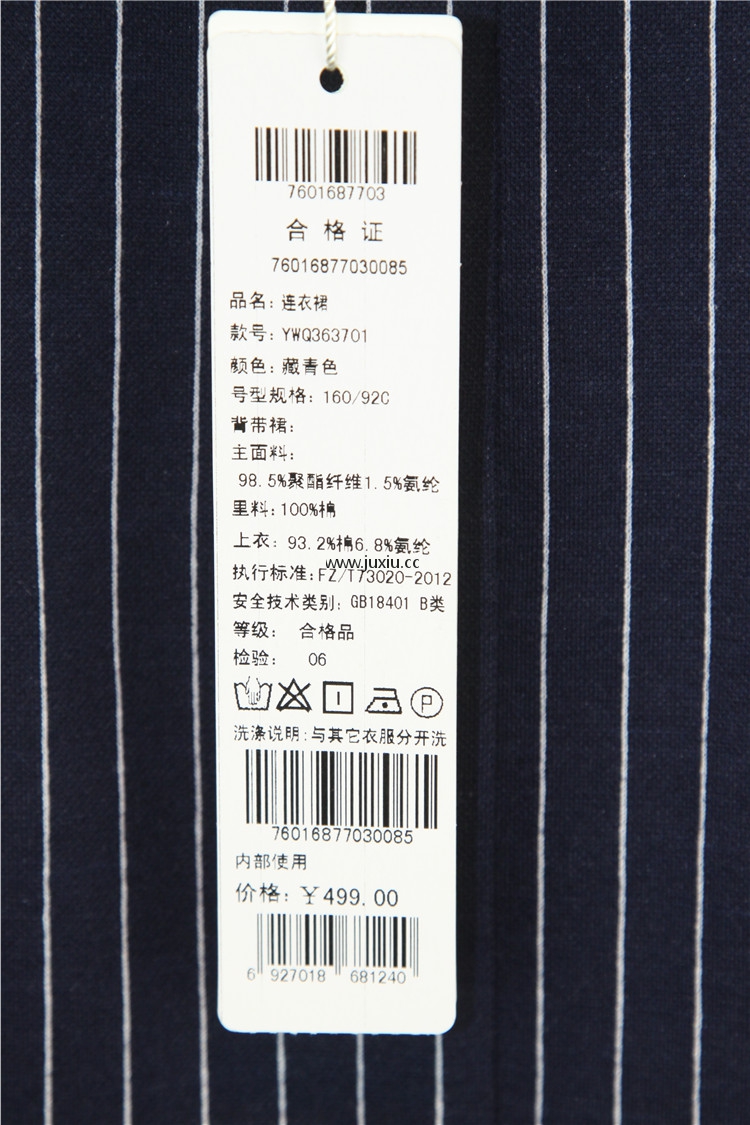 7601687703
合格证
76016877030085
品名: 连衣裙
款号: YWQ363701
颜色: 藏青色
号型规格: 160/92C
背带裙:
主面料:
98.5%聚酯纤维1.5%氨纶
里料: 100%棉
上衣: 93.2%棉6.8%氨纶
www.juxiu.cc
执行标准: FZ/T73020-2012
安全技术类别: GB18401 B类
等级: 合格品
检验: 06
P
洗涤说明: 与其它衣服分开洗
76016877030085
内部使用
价格: ¥499.00
6 927018 681240